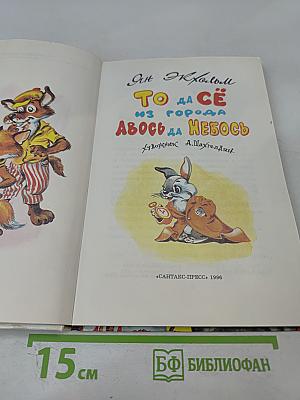 Ян Экхольм
ТО ДА СЁ
ИЗ ГОРОДА
АВОСЬ ДА НЕБОСЬ
Художник А.Шахгелдян
«САНТАКС-ПРЕСС» 1996
15 см
БФ БИБЛИОФАН